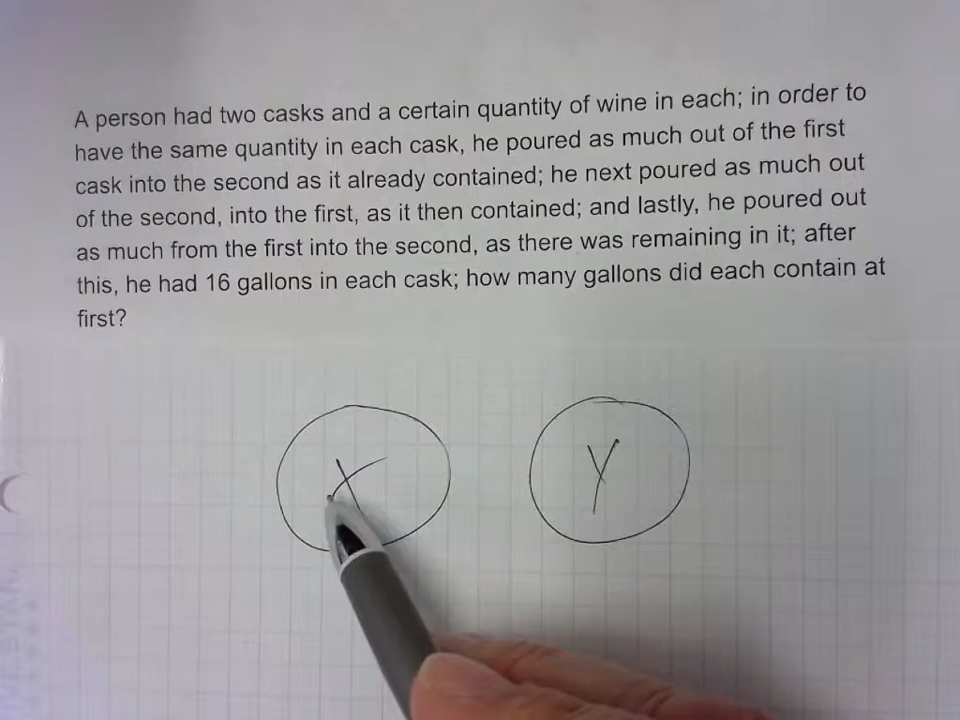 A person had two casks and a certain quantity of wine in each; in order to
have the same quantity in each cask, he poured as much out of the first
cask into the second as it already contained; he next poured as much out
of the second, into the first, as it then contained; and lastly, he poured out
as much from the first into the second, as there was remaining in it; after
this, he had 16 gallons in each cask; how many gallons did each contain at
first?
X Y